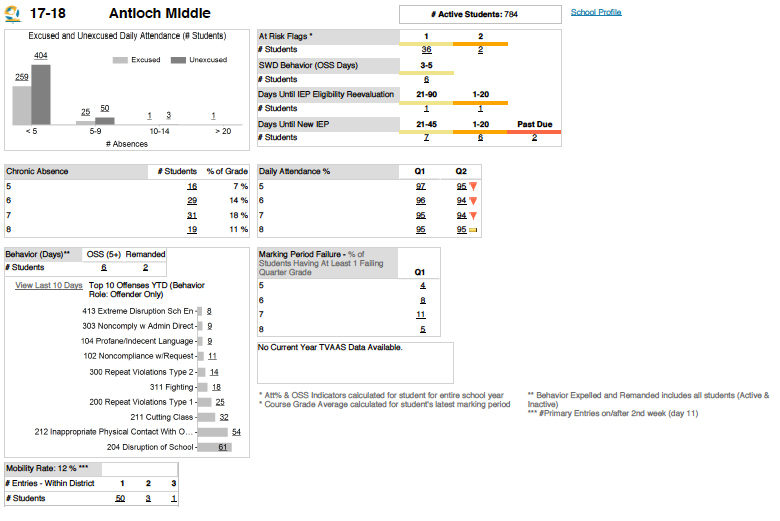 17-18 Antioch Middle
# Active Students: 784
School Profile
Excused and Unexcused Daily Attendance (# Students)
Excused Unexcused
404
259
25 50
1 3 1
< 5 5-9 10-14 > 20
# Absences
At Risk Flags * 1 2
# Students 36 2
SWD Behavior (OSS Days) 3-5
# Students 6
Days Until IEP Eligibility Reevaluation 21-90 1-20
# Students 1 1
Days Until New IEP 21-45 1-20 Past Due
# Students 7 6 2
Chronic Absence # Students % of Grade
5 16 7 %
6 29 14 %
7 31 18 %
8 19 11 %
Daily Attendance % Q1 Q2
5 97 95
6 96 94
7 95 94
8 95 95
Behavior (Days)** OSS (5+) Remanded
# Students 6 2
View Last 10 Days Top 10 Offenses YTD (Behavior
Role: Offender Only)
413 Extreme Disruption Sch En 8
303 Noncomply w Admin Direct 9
104 Profane/Indecent Language 9
102 Noncompliance w/Request 11
300 Repeat Violations Type 2 14
311 Fighting 18
200 Repeat Violations Type 1 25
211 Cutting Class 32
212 Inappropriate Physical Contact With O... 54
204 Disruption of School 61
Marking Period Failure - % of
Students Having At Least 1 Failing
Quarter Grade Q1
5 4
6 8
7 11
8 5
No Current Year TVAAS Data Available.
* Att% & OSS Indicators calculated for student for entire school year
* Course Grade Average calculated for student's latest marking period
** Behavior Expelled and Remanded includes all students (Active &
Inactive)
*** #Primary Entries on/after 2nd week (day 11)
Mobility Rate: 12 % ***
# Entries - Within District 1 2 3
# Students 50 3 1